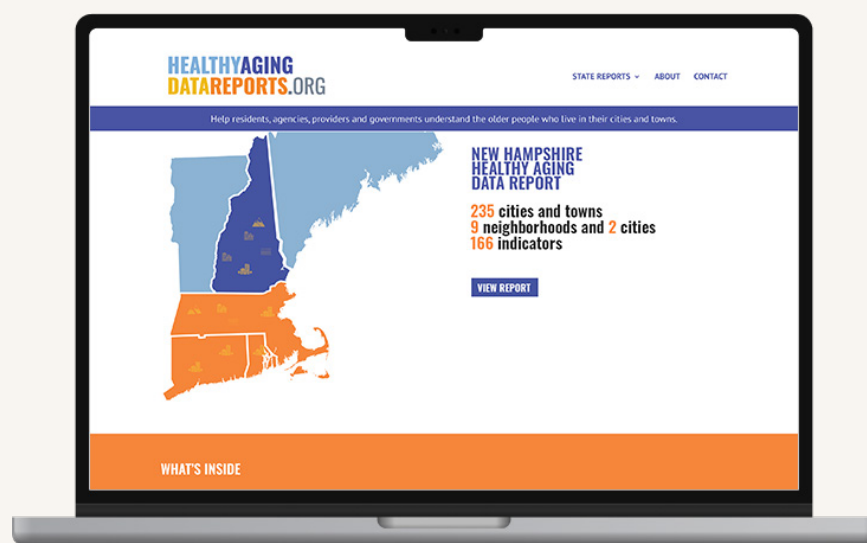 HEALTHYAGING
DATAREPORTS.ORG
STATE REPORTS ABOUT CONTACT
Help residents, agencies, providers and governments understand the older people who live in their cities and towns.
NEW HAMPSHIRE
HEALTHY AGING
DATA REPORT
235 cities and towns
9 neighborhoods and 2 cities
166 indicators
VIEW REPORT
WHAT'S INSIDE